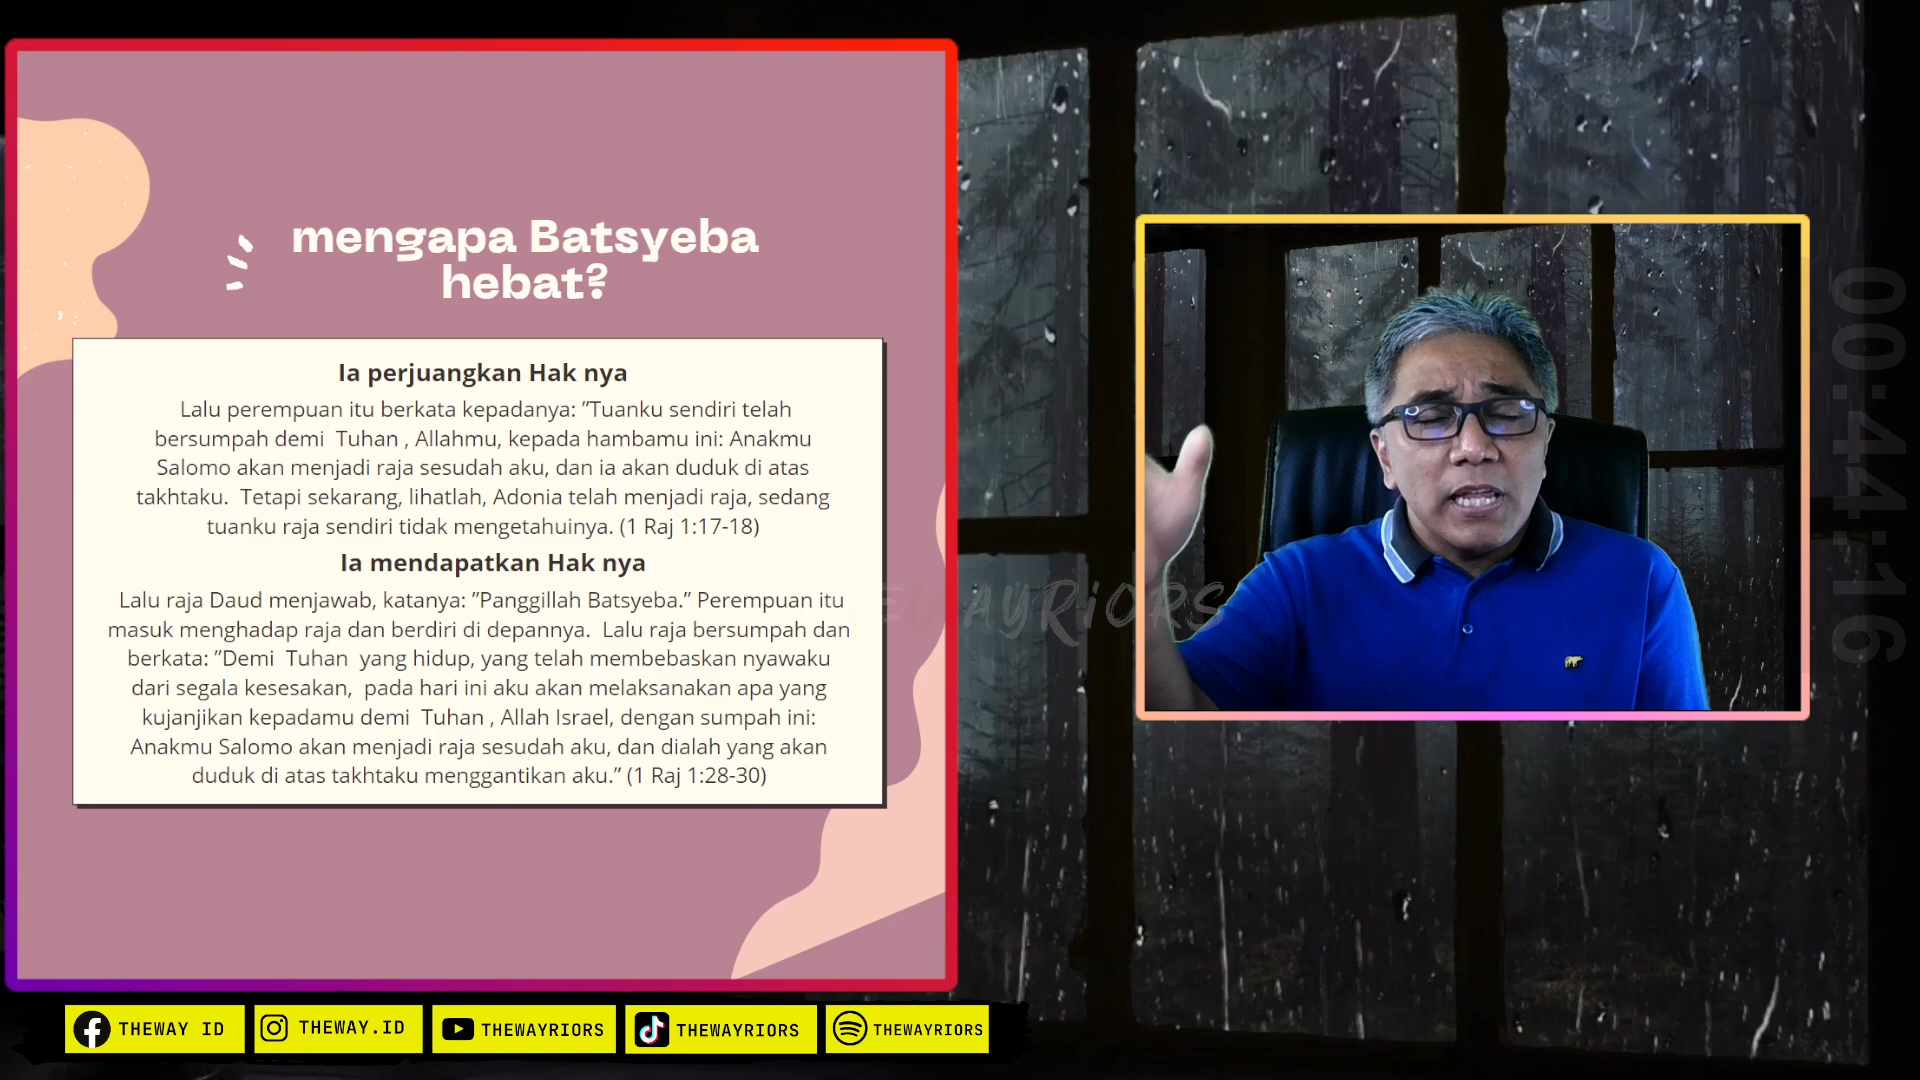 mengapa Batsyeba
hebat?
Ia perjuangkan Hak nya
Lalu perempuan itu berkata kepadanya: ”Tuanku sendiri telah
bersumpah demi Tuhan , Allahmu, kepada hambamu ini: Anakmu
Salomo akan menjadi raja sesudah aku, dan ia akan duduk di atas
takhtaku. Tetapi sekarang, lihatlah, Adonia telah menjadi raja, sedang
tuanku raja sendiri tidak mengetahuinya. (1 Raj 1:17-18)
Ia mendapatkan Hak nya
Lalu raja Daud menjawab, katanya: ”Panggillah Batsyeba.” Perempuan itu
masuk menghadap raja dan berdiri di depannya. Lalu raja bersumpah dan
berkata: ”Demi Tuhan yang hidup, yang telah membebaskan nyawaku
dari segala kesesakan, pada hari ini aku akan melaksanakan apa yang
kujanjikan kepadamu demi Tuhan , Allah Israel, dengan sumpah ini:
Anakmu Salomo akan menjadi raja sesudah aku, dan dialah yang akan
duduk di atas takhtaku menggantikan aku.” (1 Raj 1:28-30)
00:44:16
THEWAY ID
THEWAY.ID
THEWAYRIORS
THEWAYRIORS
THEWAYRIORS